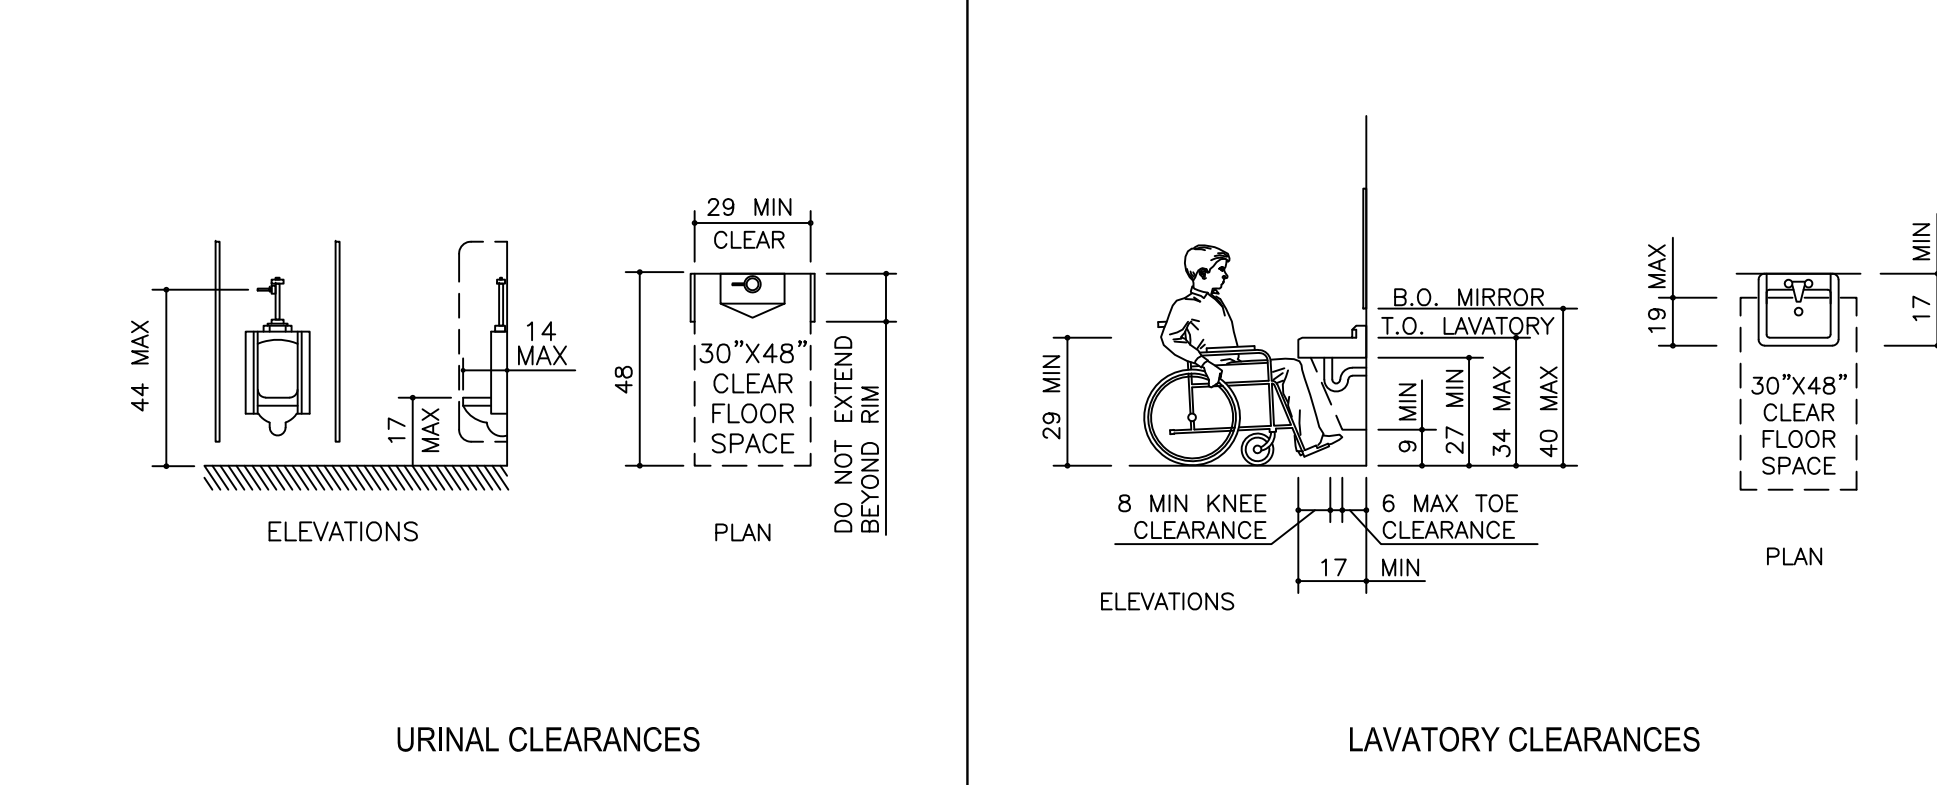 29 MIN
CLEAR
44 MAX
14
MAX
17
MAX
48
30”X48”
CLEAR
FLOOR
SPACE
DO NOT EXTEND
BEYOND RIM
ELEVATIONS
PLAN
URINAL CLEARANCES
B.O. MIRROR
T.O. LAVATORY
29 MIN
9 MIN
27 MIN
34 MAX
40 MAX
8 MIN KNEE
CLEARANCE
6 MAX TOE
CLEARANCE
17 MIN
ELEVATIONS
19 MAX
17 MIN
30”X48”
CLEAR
FLOOR
SPACE
PLAN
LAVATORY CLEARANCES